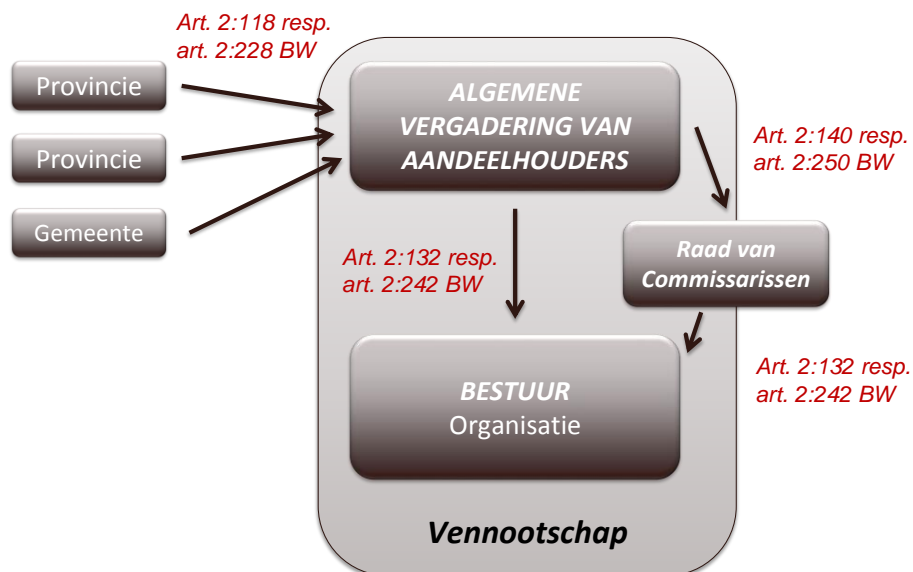 Art. 2:118 resp.
art. 2:228 BW
Provincie
Provincie
Gemeente
ALGEMENE
VERGADERING VAN
AANDEELHOUDERS
Art. 2:140 resp.
art. 2:250 BW
Raad van
Commissarissen
Art. 2:132 resp.
art. 2:242 BW
Art. 2:132 resp.
art. 2:242 BW
BESTUUR
Organisatie
Vennootschap